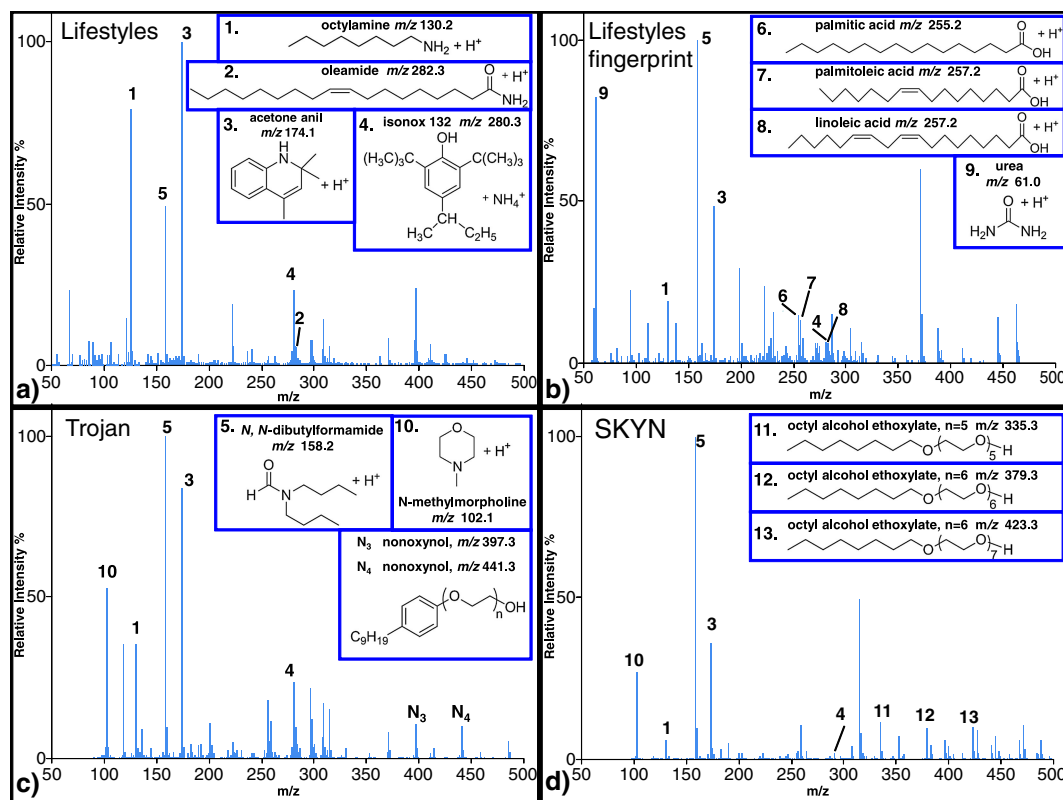 Lifestyles
100
50
0
Relative Intensity %
50 100 150 200 250 300 350 400 450 500
m/z
a)
1
5
3
4
2
1. octylamine m/z 130.2
NH2 + H+
2. oleamide m/z 282.3
O
+ H+
NH2
3. acetone anil
m/z 174.1
H
N
+ H+
4. isonox 132 m/z 280.3
OH
(H3C)3C C(CH3)3
+ NH4+
H3C C2H5
Lifestyles
fingerprint
100
50
0
Relative Intensity %
50 100 150 200 250 300 350 400 450 500
m/z
b)
9
1
5
3
6
7
4
8
6. palmitic acid m/z 255.2
O
+ H+
OH
7. palmitoleic acid m/z 257.2
O
+ H+
OH
8. linoleic acid m/z 257.2
O
+ H+
OH
9. urea
m/z 61.0
O
+ H+
H2N NH2
Trojan
100
50
0
Relative Intensity %
50 100 150 200 250 300 350 400 450 500
m/z
c)
10
1
5
3
4
N3
N4
5. N, N-dibutylformamide
m/z 158.2
O
H N
+ H+
10.
O
+ H+
N
N-methylmorpholine
m/z 102.1
N3 nonoxynol, m/z 397.3
N4 nonoxynol, m/z 441.3
O
O
OH
n
C9H19
SKYN
100
50
0
Relative Intensity %
50 100 150 200 250 300 350 400 450 500
m/z
d)
10
1
5
3
4
11
12
13
11. octyl alcohol ethoxylate, n=5 m/z 335.3
O ( O )5 H
12. octyl alcohol ethoxylate, n=6 m/z 379.3
O ( O )6 H
13. octyl alcohol ethoxylate, n=6 m/z 423.3
O ( O )7 H